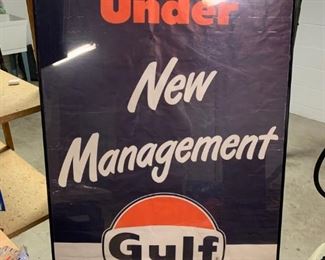 Under
New
Management
Gulf